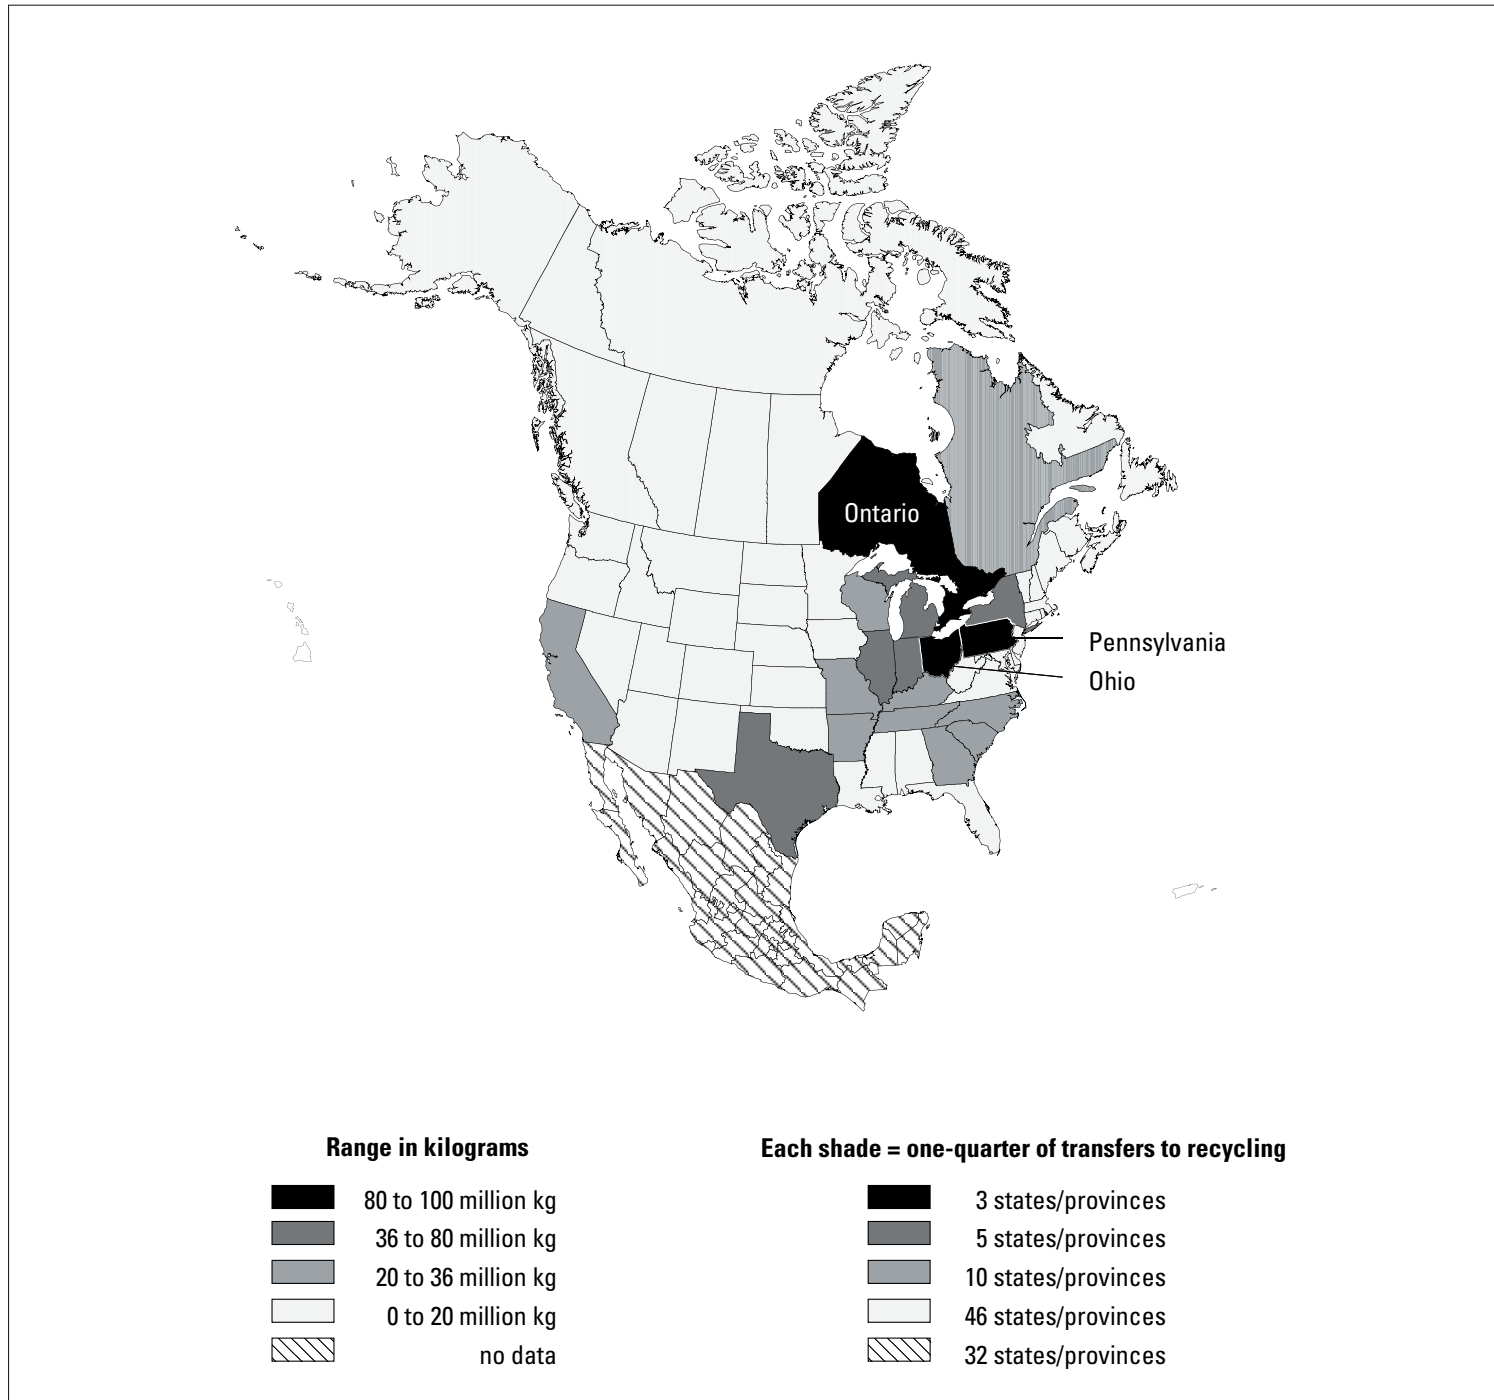 Ontario
Pennsylvania
Ohio
Range in kilograms
80 to 100 million kg
36 to 80 million kg
20 to 36 million kg
0 to 20 million kg
no data
Each shade = one-quarter of transfers to recycling
3 states/provinces
5 states/provinces
10 states/provinces
46 states/provinces
32 states/provinces